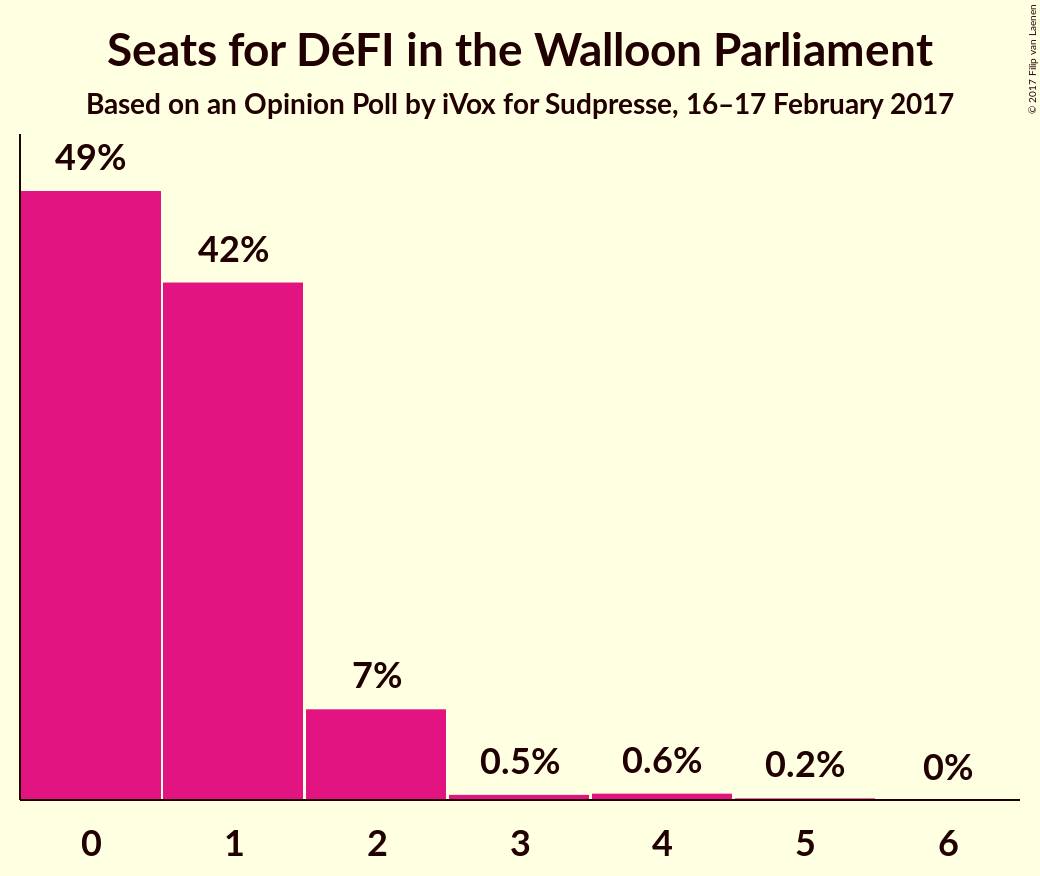 Seats for DéFI in the Walloon Parliament
Based on an Opinion Poll by iVox for Sudpresse, 16–17 February 2017
© 2017 Filip van Laenen
49%
42%
7%
0.5%
0.6%
0.2%
0%
0 1 2 3 4 5 6